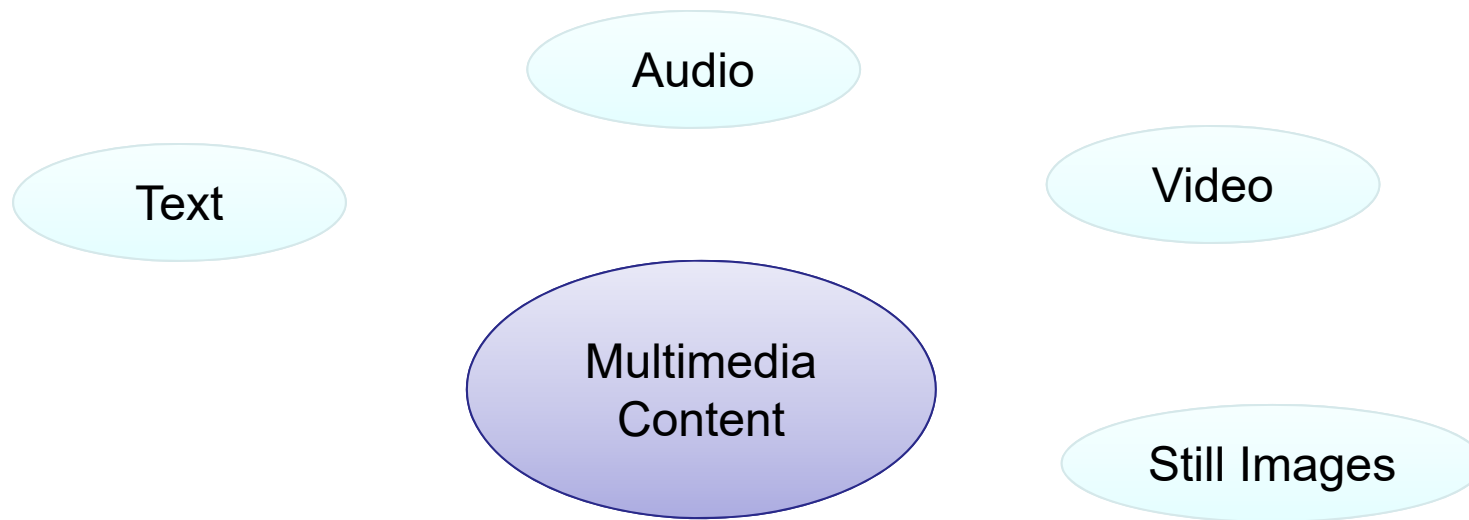 Audio
Text
Video
Multimedia
Content
Still Images